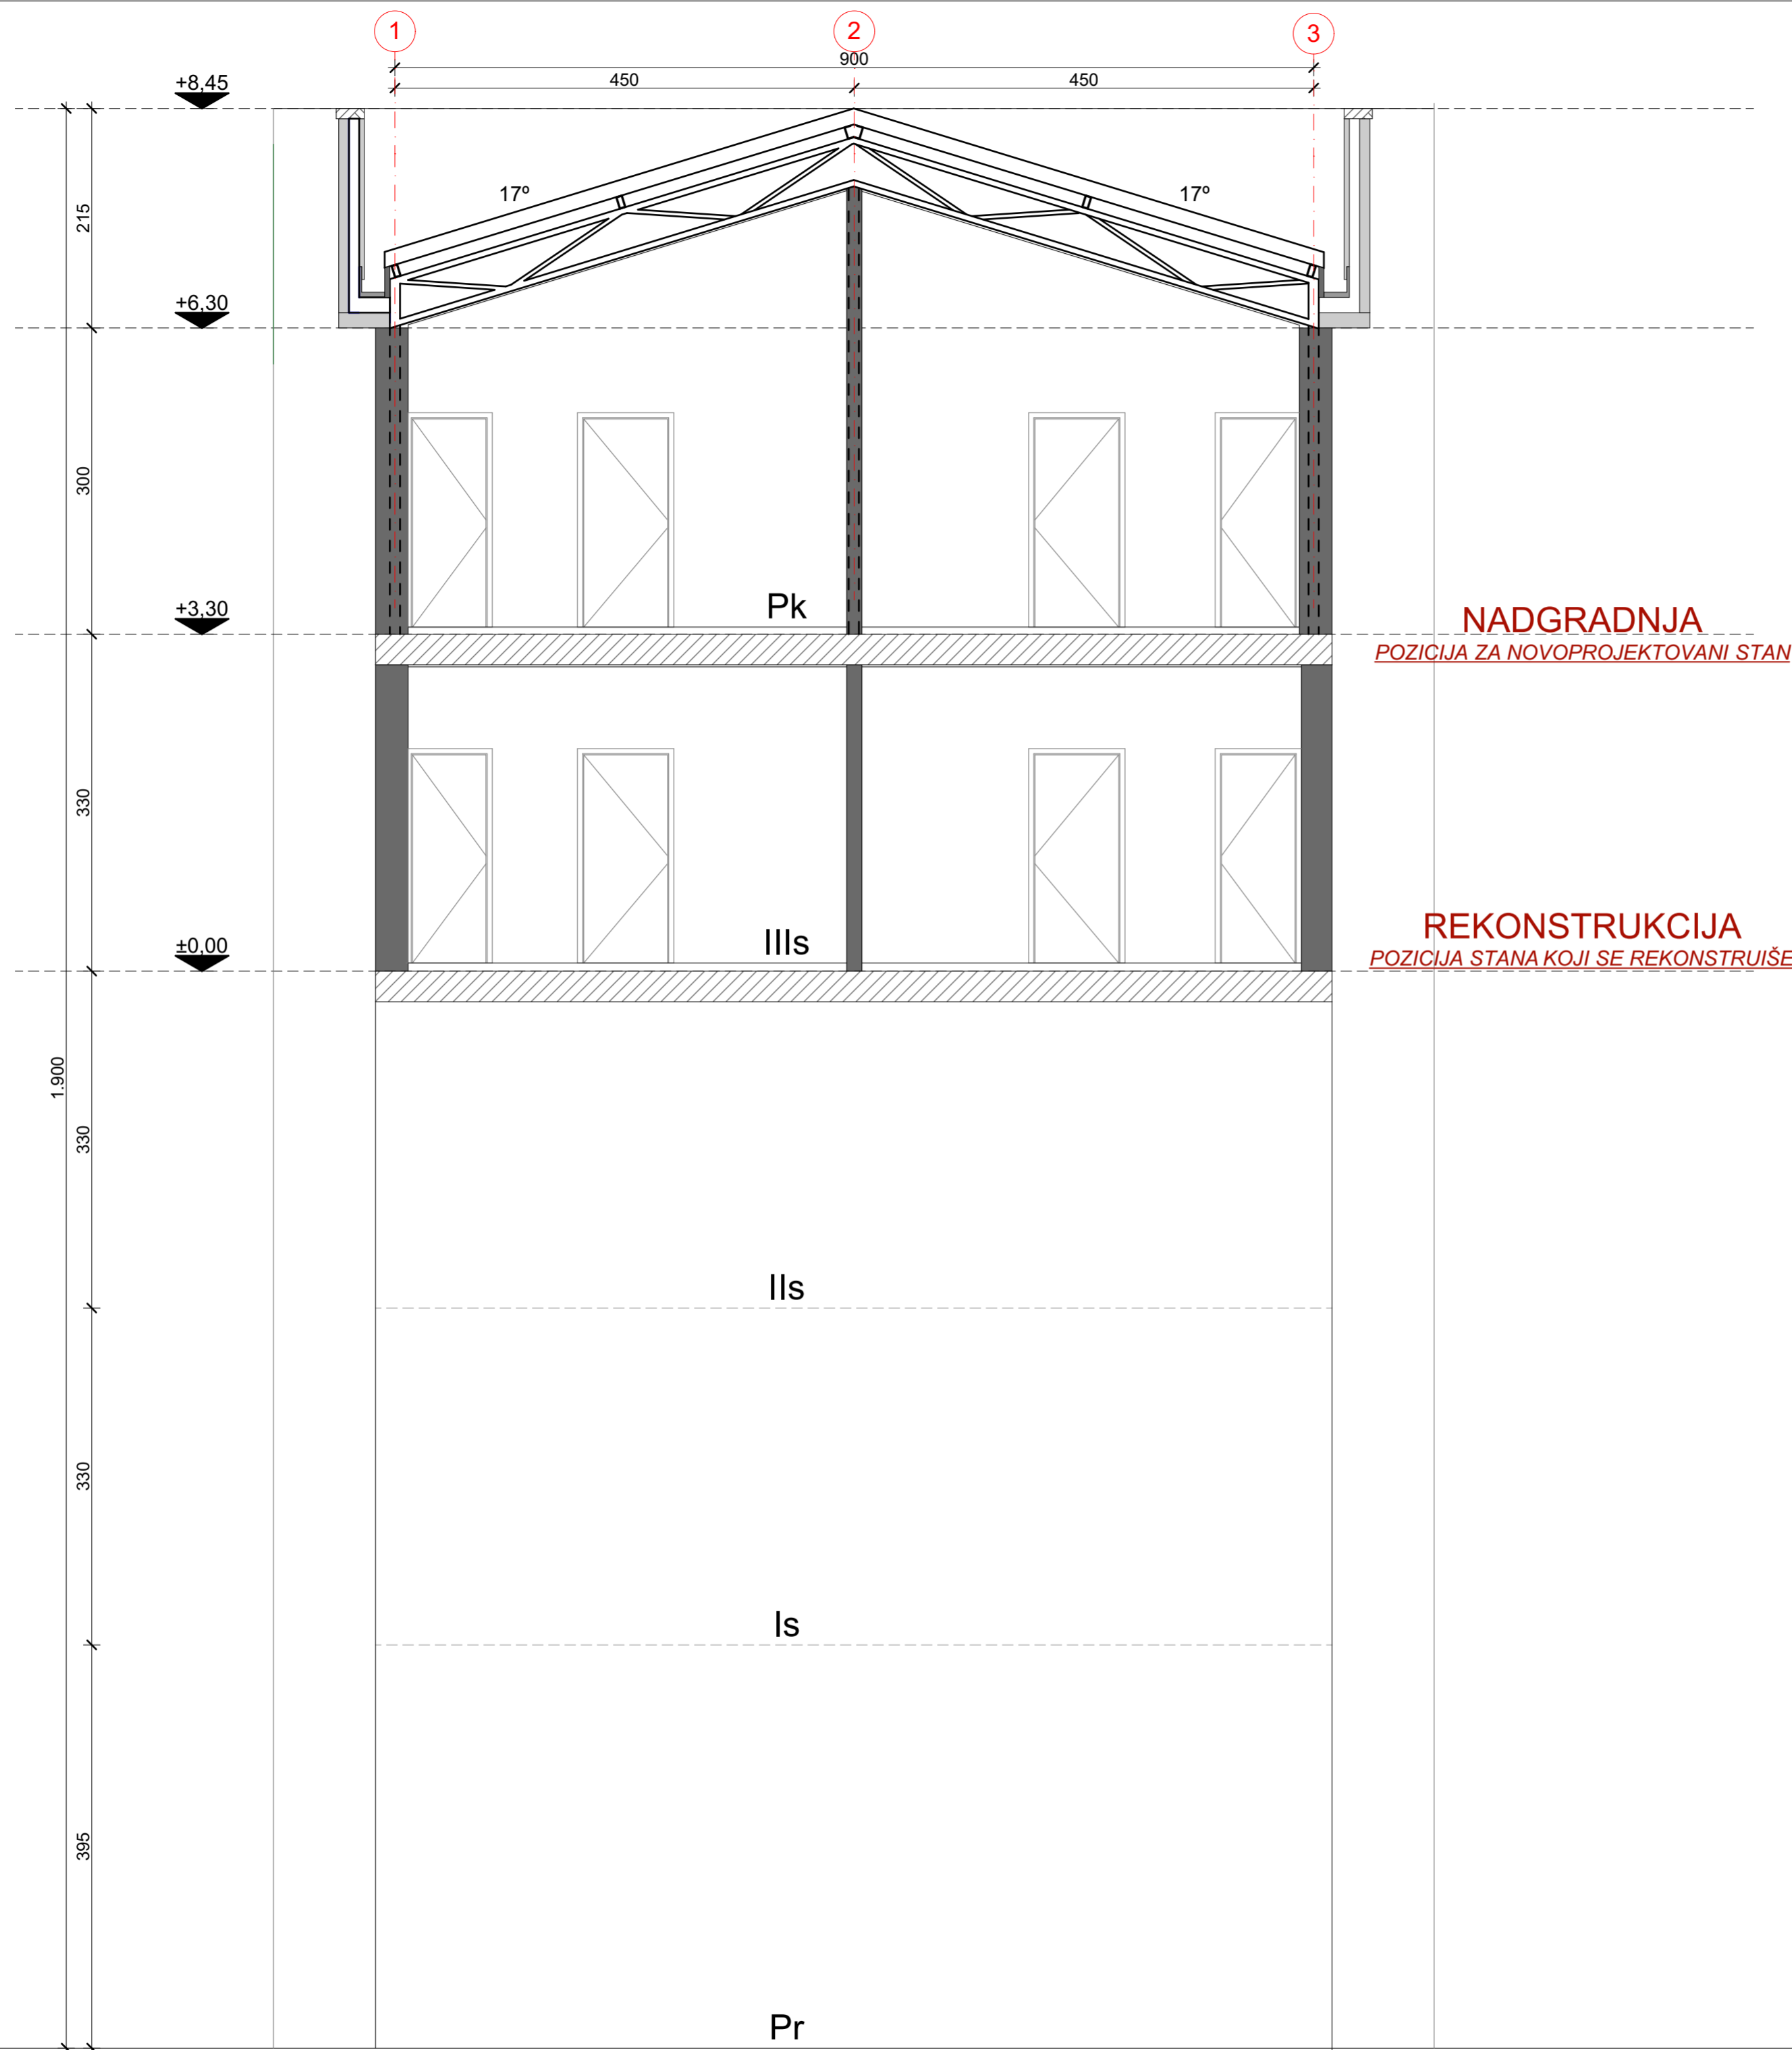 1
2
3
900
450
450
+8,45
17º
17º
215
+6,30
300
+3,30
Pk
NADGRADNJA
POZICIJA ZA NOVOPROJEKTOVANI STAN
330
±0,00
IIIs
REKONSTRUKCIJA
POZICIJA STANA KOJI SE REKONSTRUIŠE
1.900
330
IIs
330
Is
395
Pr